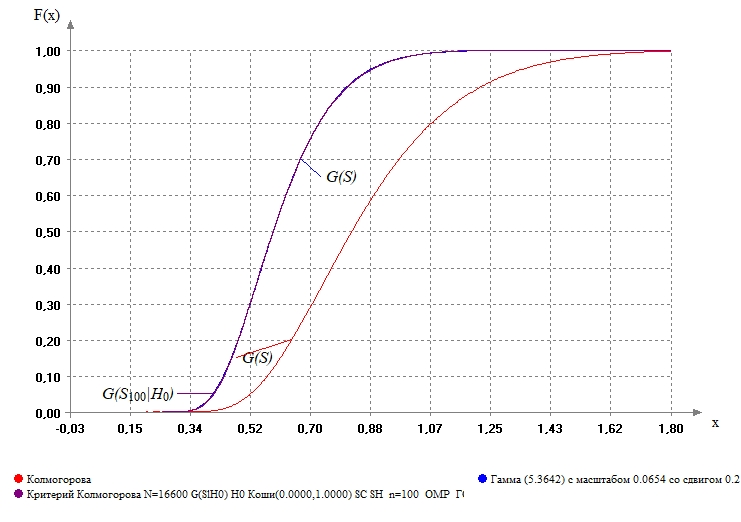 F(x)
1,00
0,90
0,80
0,70
G(S)
0,60
0,50
0,40
0,30
0,20
G(S)
0,10
G(S100|H0)
0,00
-0,03 0,15 0,34 0,52 0,70 0,88 1,07 1,25 1,43 1,62 1,80
x
Колмогорова
Гамма (5.3642) с масштабом 0.0654 со сдвигом 0.2
Критерий Колмогорова N=16600 G(S|H0) H0 Коши(0.0000,1.0000) SC SH n=100 ОМР